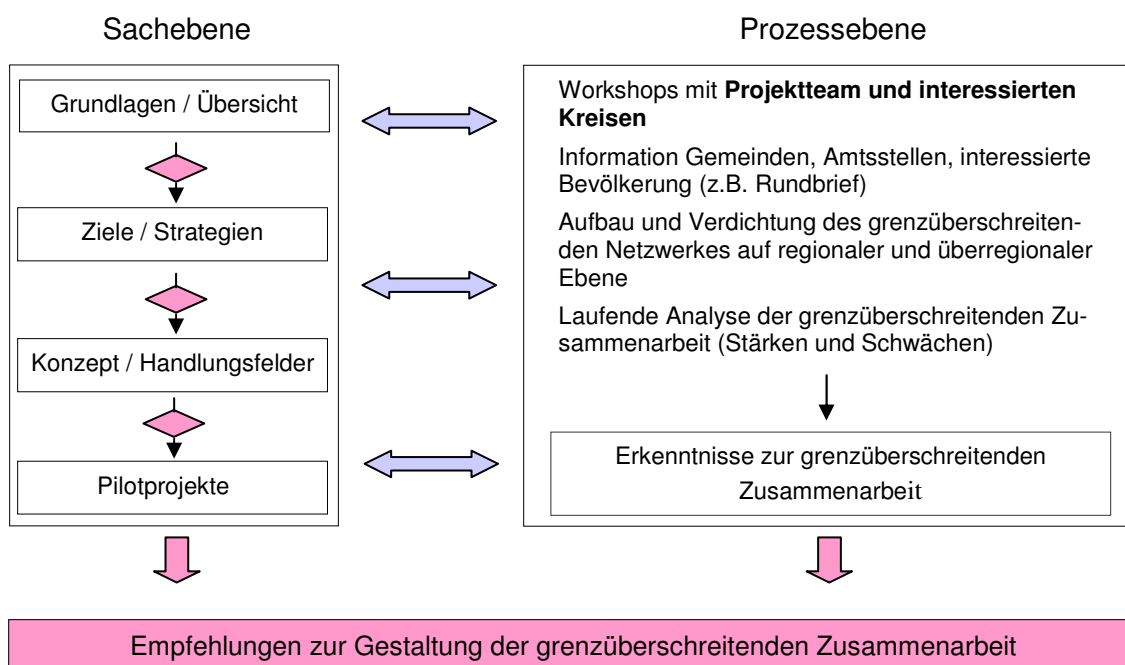 Sachebene
Grundlagen / Übersicht
Ziele / Strategien
Konzept / Handlungsfelder
Pilotprojekte
Prozessebene
Workshops mit Projektteam und interessierten
Kreisen
Information Gemeinden, Amtsstellen, interessierte
Bevölkerung (z.B. Rundbrief)
Aufbau und Verdichtung des grenzüberschreiten-
den Netzwerkes auf regionaler und überregionaler
Ebene
Laufende Analyse der grenzüberschreitenden Zu-
sammenarbeit (Stärken und Schwächen)
Erkenntnisse zur grenzüberschreitenden
Zusammenarbeit
Empfehlungen zur Gestaltung der grenzüberschreitenden Zusammenarbeit